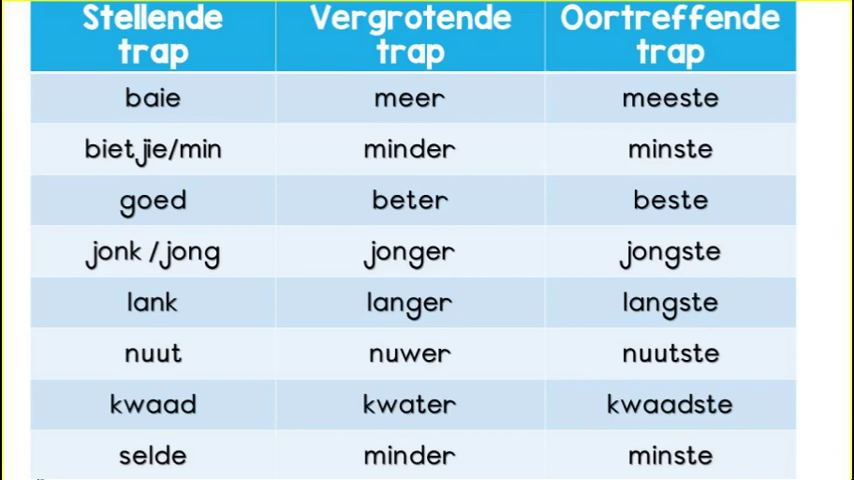 Stellende trap Vergrotende trap Oortreffende trap
baie meer meeste
bietjie/min minder minste
goed beter beste
jonk / jong jonger jongste
lank langer langste
nuut nuwer nuutste
kwaad kwater kwaadste
selde minder minste